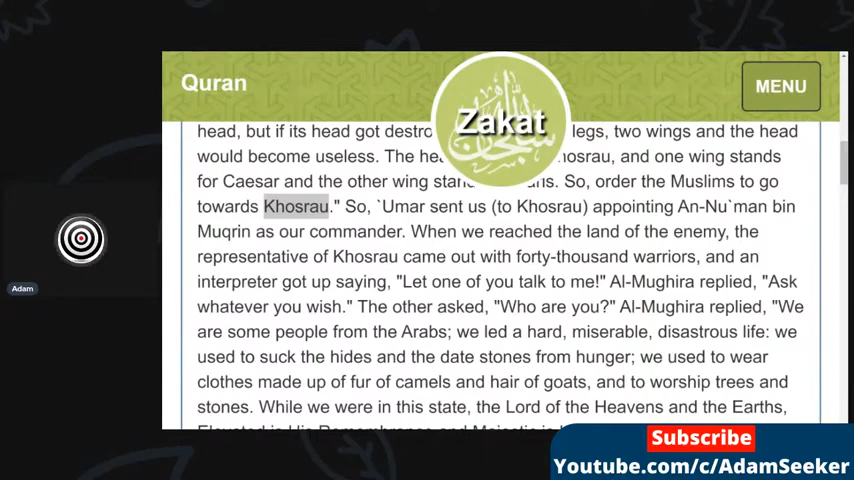 Quran
Zakat
MENU
head, but if its head got destro legs, two wings and the head
would become useless. The hea hosrau, and one wing stands
for Caesar and the other wing stan So, order the Muslims to go
towards Khosrau." So, `Umar sent us (to Khosrau) appointing An-Nu`man bin
Muqrin as our commander. When we reached the land of the enemy, the
representative of Khosrau came out with forty-thousand warriors, and an
interpreter got up saying, "Let one of you talk to me!" Al-Mughira replied, "Ask
whatever you wish." The other asked, "Who are you?" Al-Mughira replied, "We
are some people from the Arabs; we led a hard, miserable, disastrous life: we
used to suck the hides and the date stones from hunger; we used to wear
clothes made up of fur of camels and hair of goats, and to worship trees and
stones. While we were in this state, the Lord of the Heavens and the Earths,
Elevated is His Remembrance and Majestic is
Adam
Subscribe
Youtube.com/c/AdamSeeker